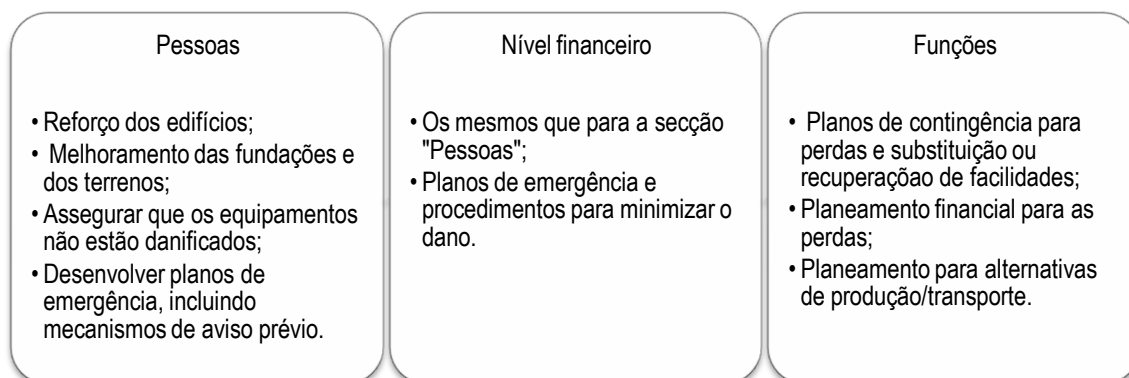 Pessoas
• Reforço dos edifícios;
• Melhoramento das fundações e
dos terrenos;
• Assegurar que os equipamentos
não estão danificados;
• Desenvolver planos de
emergência, incluindo
mecanismos de aviso prévio.
Nível financeiro
• Os mesmos que para a secção
"Pessoas";
• Planos de emergência e
procedimentos para minimizar o
dano.
Funções
• Planos de contingência para
perdas e substituição ou
recuperaçãao de facilidades;
• Planeamento financial para as
perdas;
• Planeamento para alternativas
de produção/transporte.